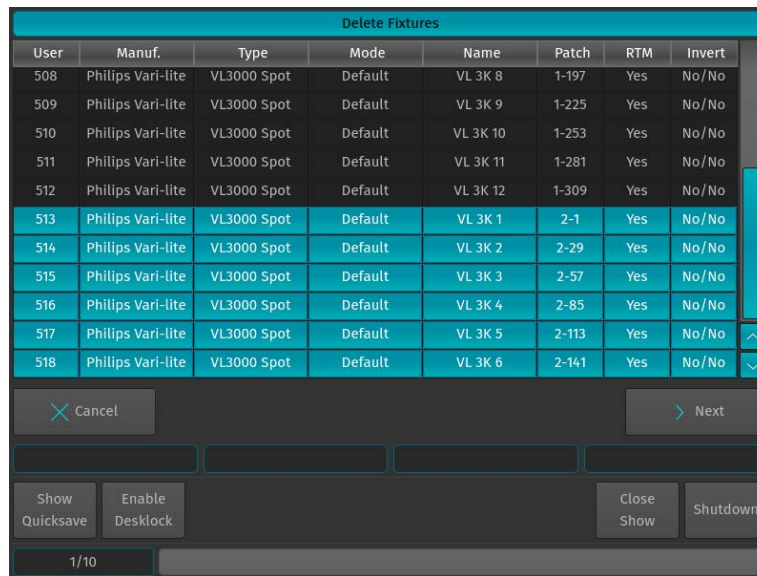 Delete Fixtures
User Manuf. Type Mode Name Patch RTM Invert
508 Philips Vari-lite VL3000 Spot Default VL 3K 8 1-197 Yes No/No
509 Philips Vari-lite VL3000 Spot Default VL 3K 9 1-225 Yes No/No
510 Philips Vari-lite VL3000 Spot Default VL 3K 10 1-253 Yes No/No
511 Philips Vari-lite VL3000 Spot Default VL 3K 11 1-281 Yes No/No
512 Philips Vari-lite VL3000 Spot Default VL 3K 12 1-309 Yes No/No
513 Philips Vari-lite VL3000 Spot Default VL 3K 1 2-1 Yes No/No
514 Philips Vari-lite VL3000 Spot Default VL 3K 2 2-29 Yes No/No
515 Philips Vari-lite VL3000 Spot Default VL 3K 3 2-57 Yes No/No
516 Philips Vari-lite VL3000 Spot Default VL 3K 4 2-85 Yes No/No
517 Philips Vari-lite VL3000 Spot Default VL 3K 5 2-113 Yes No/No
518 Philips Vari-lite VL3000 Spot Default VL 3K 6 2-141 Yes No/No
Cancel Next
Show Enable Close
Quicksave Desklock Show Shutdown
1/10